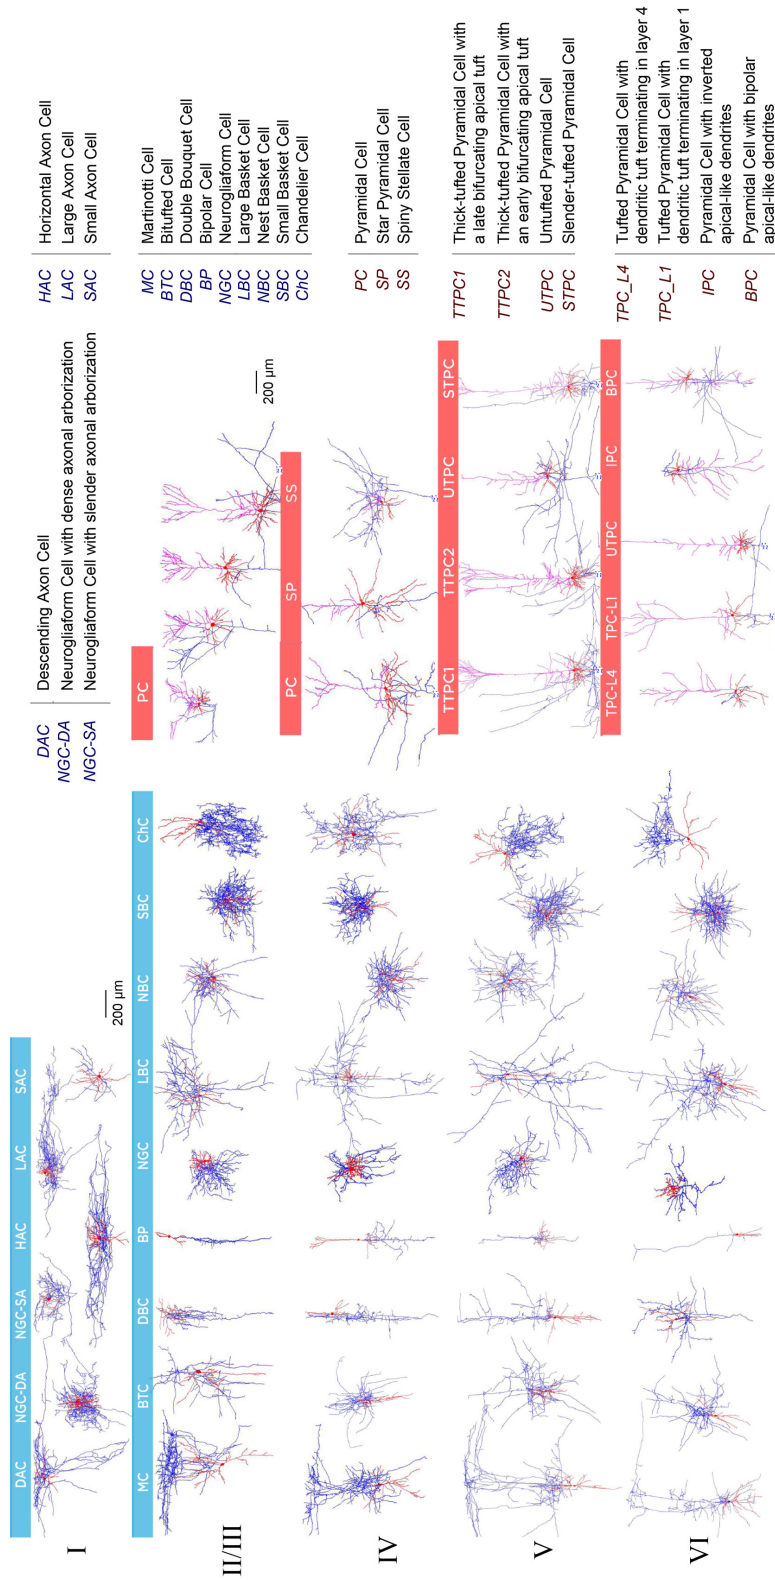 I
DAC
NGC-DA
NGC-SA
HAC
LAC
SAC
200 µm
DAC Descending Axon Cell
NGC-DA Neurogliaform Cell with dense axonal arborization
NGC-SA Neurogliaform Cell with slender axonal arborization
HAC Horizontal Axon Cell
LAC Large Axon Cell
SAC Small Axon Cell
II/III
MC
BTC
DBC
BP
NGC
LBC
NBC
SBC
ChC
PC
200 µm
MC Martinotti Cell
BTC Bitufted Cell
DBC Double Bouquet Cell
BP Bipolar Cell
NGC Neurogliaform Cell
LBC Large Basket Cell
NBC Nest Basket Cell
SBC Small Basket Cell
ChC Chandelier Cell
IV
PC
SP
SS
PC Pyramidal Cell
SP Star Pyramidal Cell
SS Spiny Stellate Cell
V
TTPC1
TTPC2
UTPC
STPC
TTPC1 Thick-tufted Pyramidal Cell with
a late bifurcating apical tuft
TTPC2 Thick-tufted Pyramidal Cell with
an early bifurcating apical tuft
UTPC Untufted Pyramidal Cell
STPC Slender-tufted Pyramidal Cell
VI
TPC-L4
TPC-L1
UTPC
IPC
BPC
TPC_L4 Tufted Pyramidal Cell with
dendritic tuft terminating in layer 4
TPC_L1 Tufted Pyramidal Cell with
dendritic tuft terminating in layer 1
IPC Pyramidal Cell with inverted
apical-like dendrites
BPC Pyramidal Cell with bipolar
apical-like dendrites